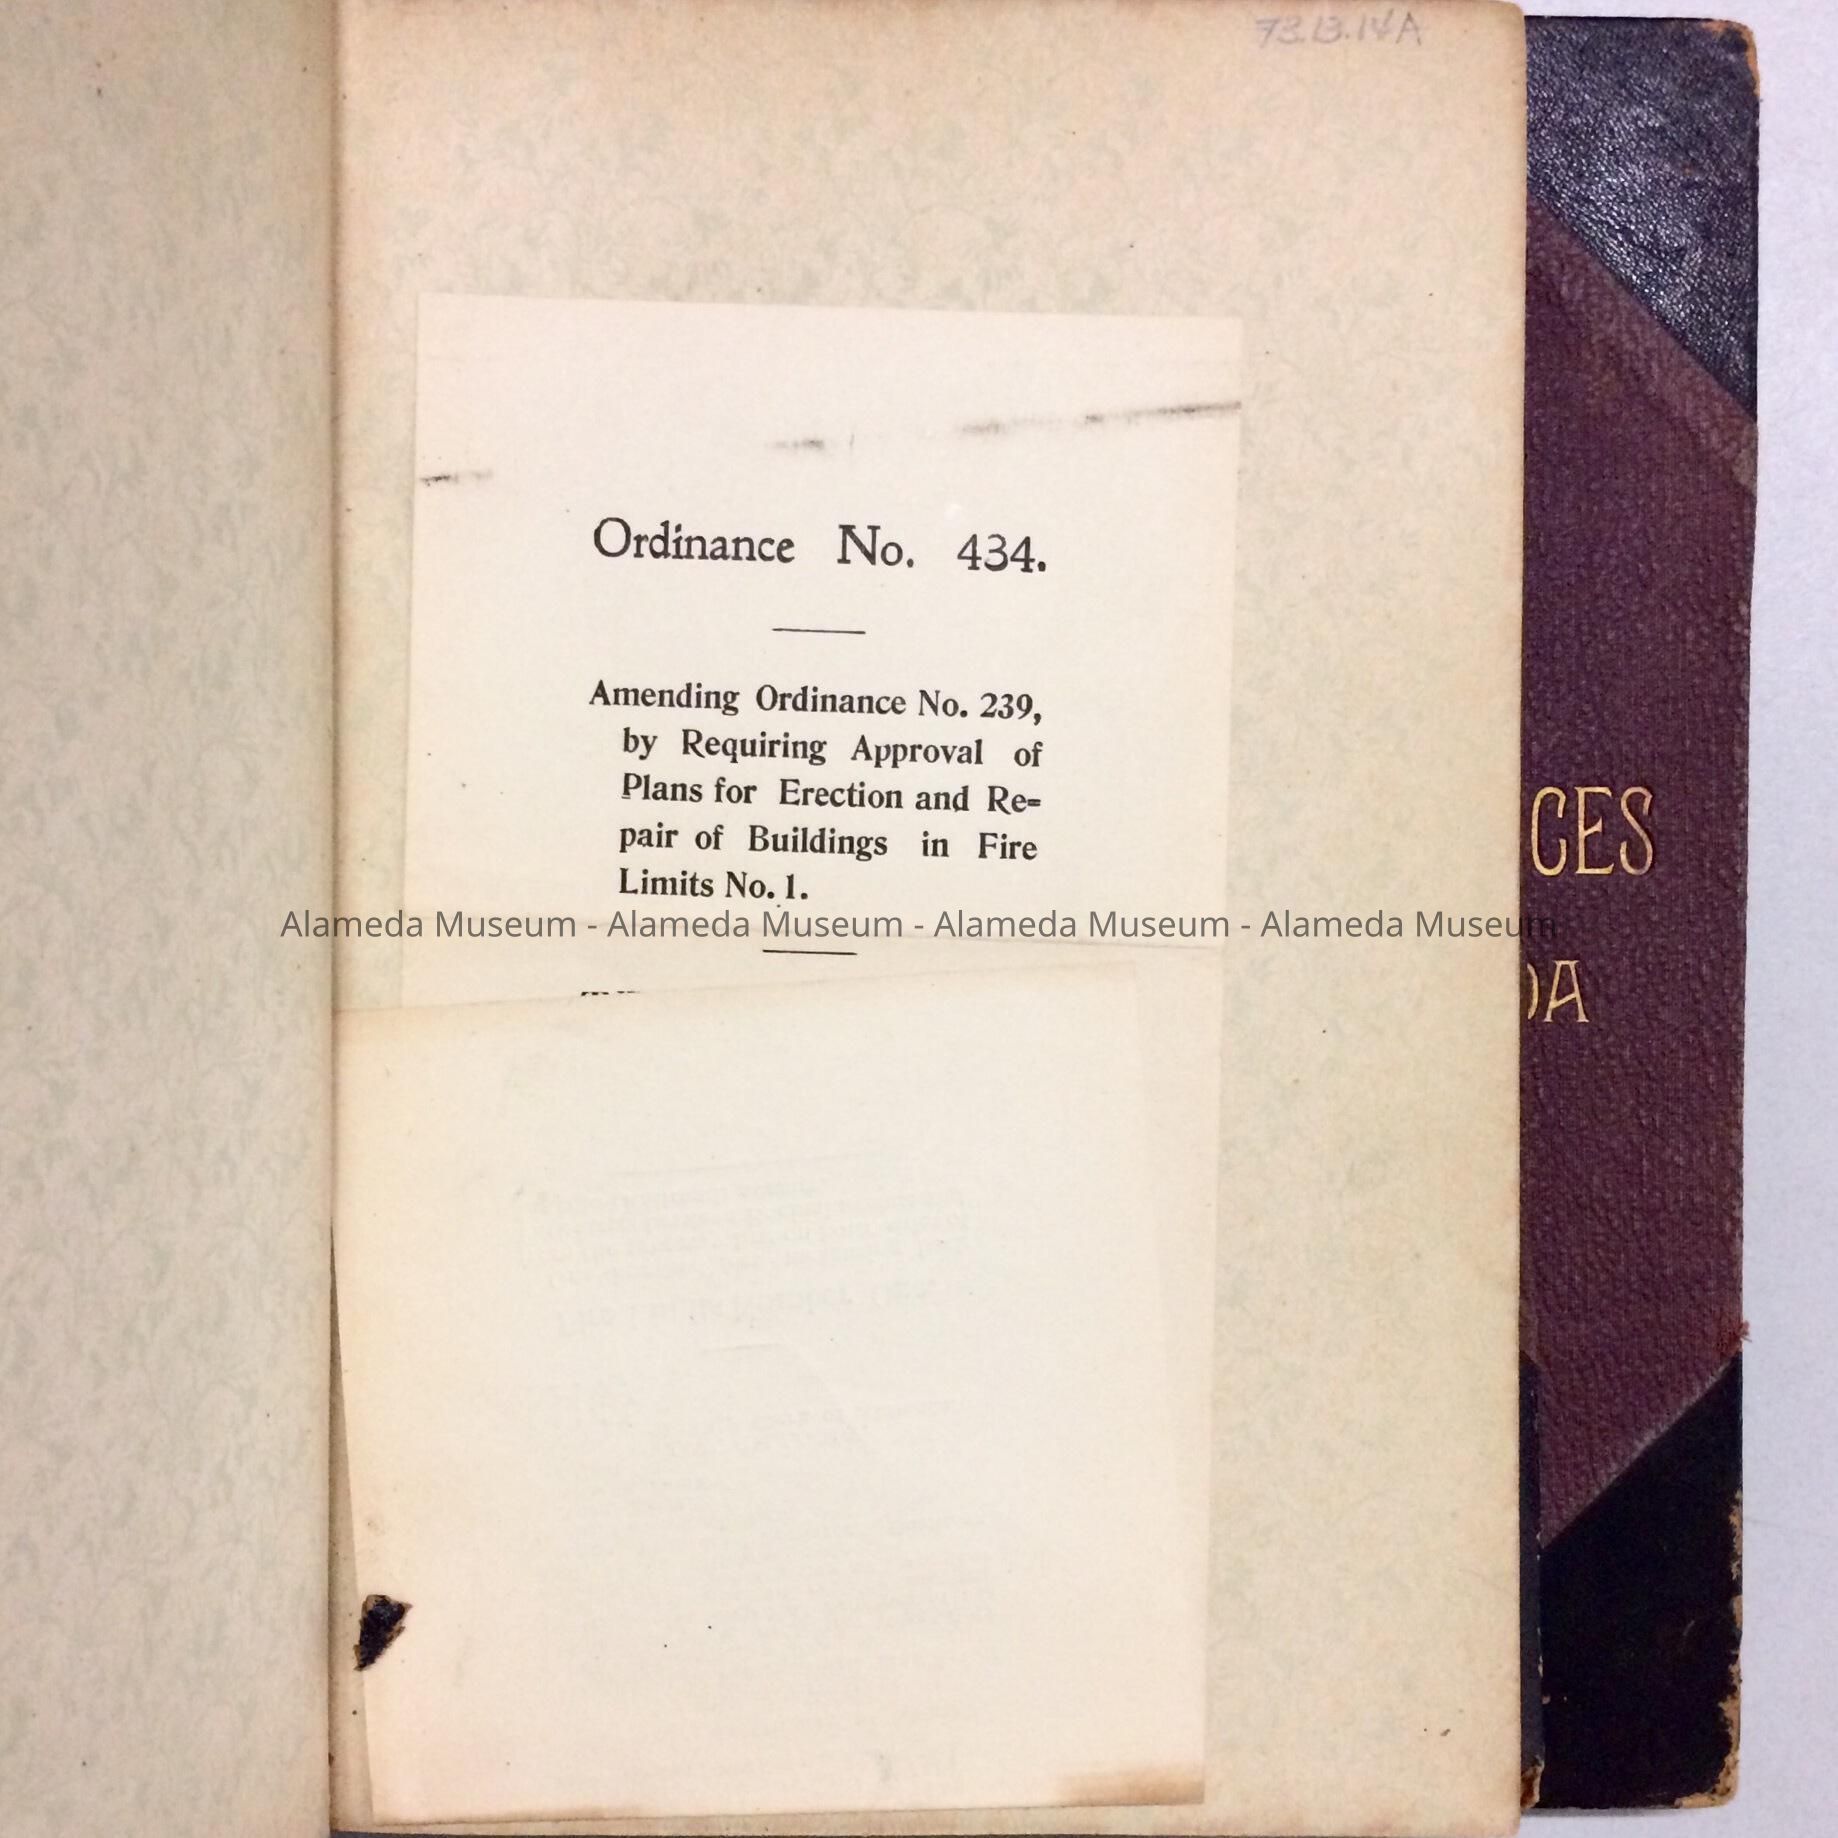 73.13.14A
Ordinance No. 434.
Amending Ordinance No. 239,
by Requiring Approval of
Plans for Erection and Re=
pair of Buildings in Fire
Limits No. 1.
Alameda Museum - Alameda Museum - Alameda Museum - Alameda Museum
CES
DA